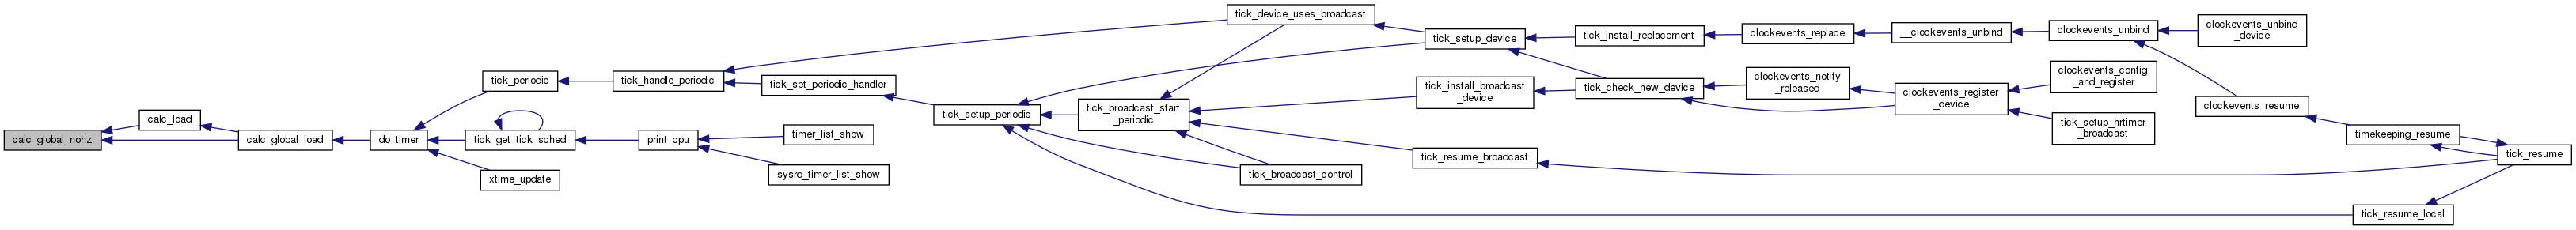 calc_global_nohz
calc_load
calc_global_load
do_timer
tick_periodic
tick_get_tick_sched
xtime_update
tick_handle_periodic
print_cpu
tick_set_periodic_handler
timer_list_show
sysrq_timer_list_show
tick_setup_periodic
tick_broadcast_start
_periodic
tick_device_uses_broadcast
tick_broadcast_control
tick_setup_device
tick_install_broadcast
_device
tick_resume_broadcast
tick_install_replacement
tick_check_new_device
clockevents_replace
clockevents_notify
_released
__clockevents_unbind
clockevents_register
_device
clockevents_unbind
clockevents_config
_and_register
tick_setup_hrtimer
_broadcast
clockevents_unbind
_device
clockevents_resume
timekeeping_resume
tick_resume_local
tick_resume